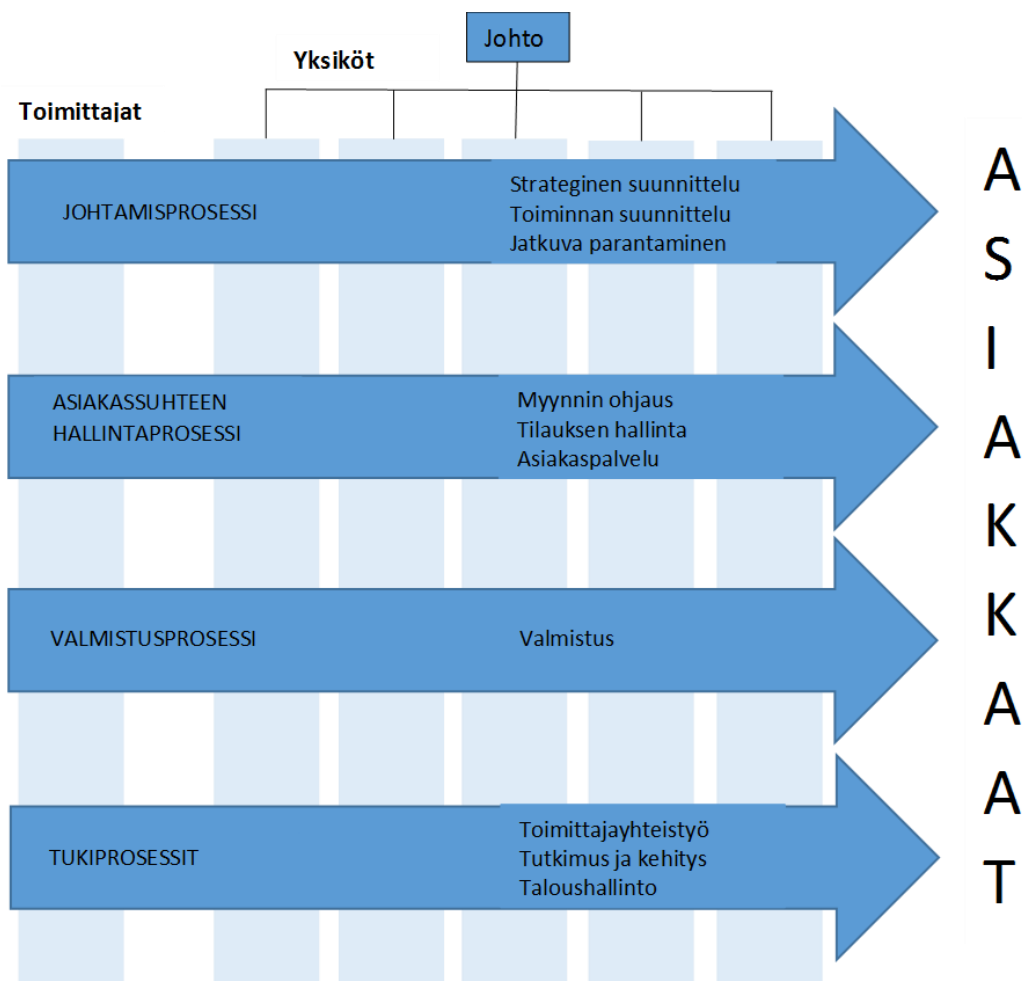 Johto
Yksiköt
Toimittajat
JOHTAMISPROSESSI
Strateginen suunnittelu
Toiminnan suunnittelu
Jatkuva parantaminen
ASIAKASSUHTEEN
HALLINTAPROSESSI
Myynnin ohjaus
Tilauksen hallinta
Asiakaspalvelu
VALMISTUSPROSESSI
Valmistus
TUKIPROSESSIT
Toimittajayhteistyö
Tutkimus ja kehitys
Taloushallinto
A
S
I
A
K
K
A
A
T